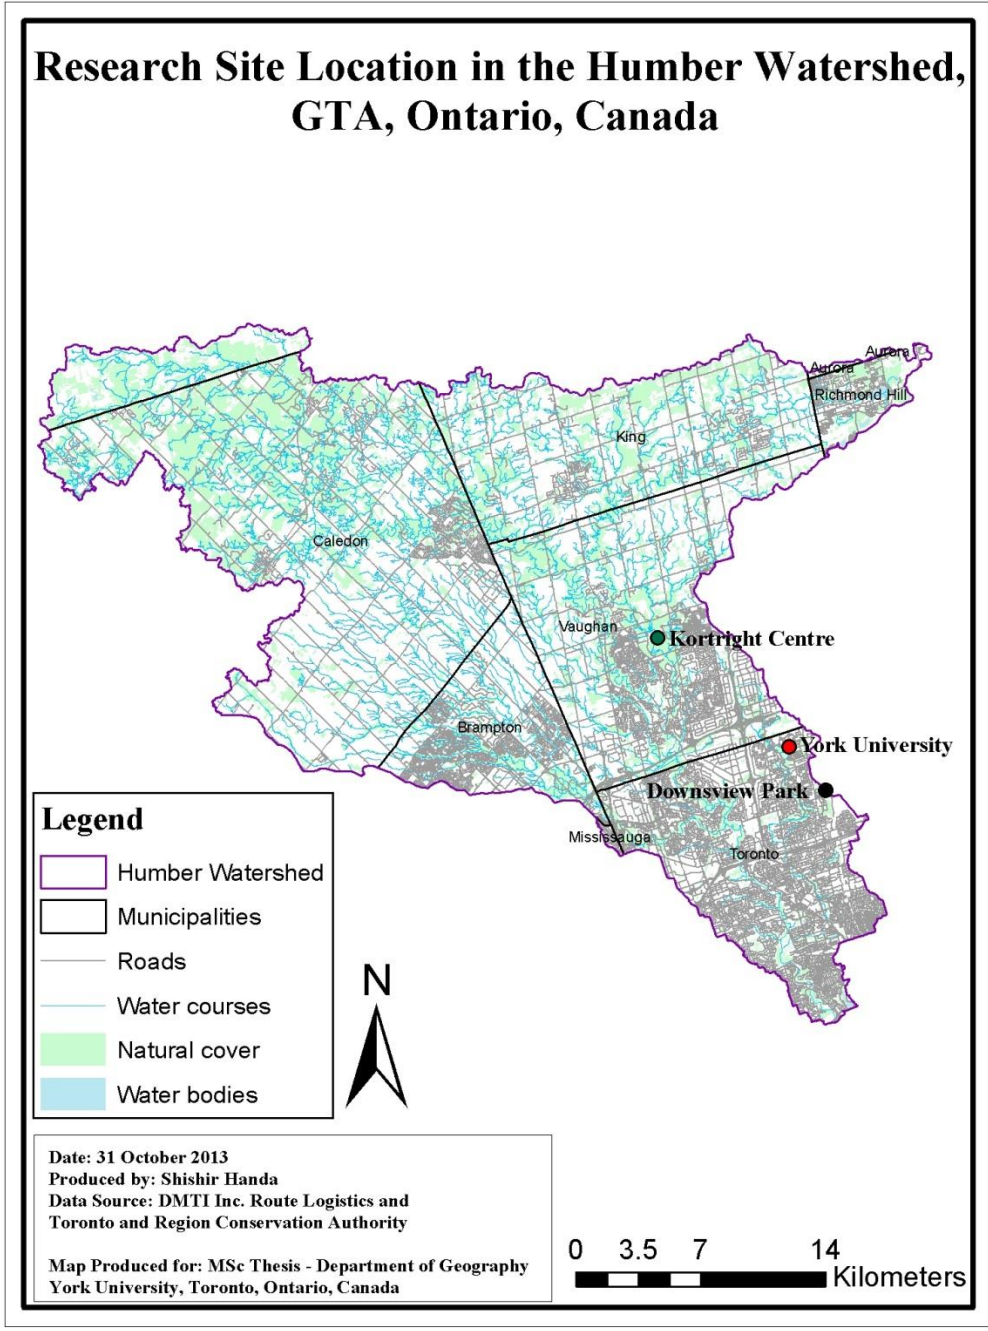 Research Site Location in the Humber Watershed,
GTA, Ontario, Canada
Aurora
Aurora
Richmond Hill
King
Caledon
Vaughan
Kortright Centre
Brampton
York University
Downsview Park
Mississauga
Toronto
Legend
Humber Watershed
Municipalities
Roads
Water courses
Natural cover
Water bodies
N
Date: 31 October 2013
Produced by: Shishir Handa
Data Source: DMTI Inc. Route Logistics and
Toronto and Region Conservation Authority
Map Produced for: MSc Thesis - Department of Geography
York University, Toronto, Ontario, Canada
0 3.5 7 14
Kilometers